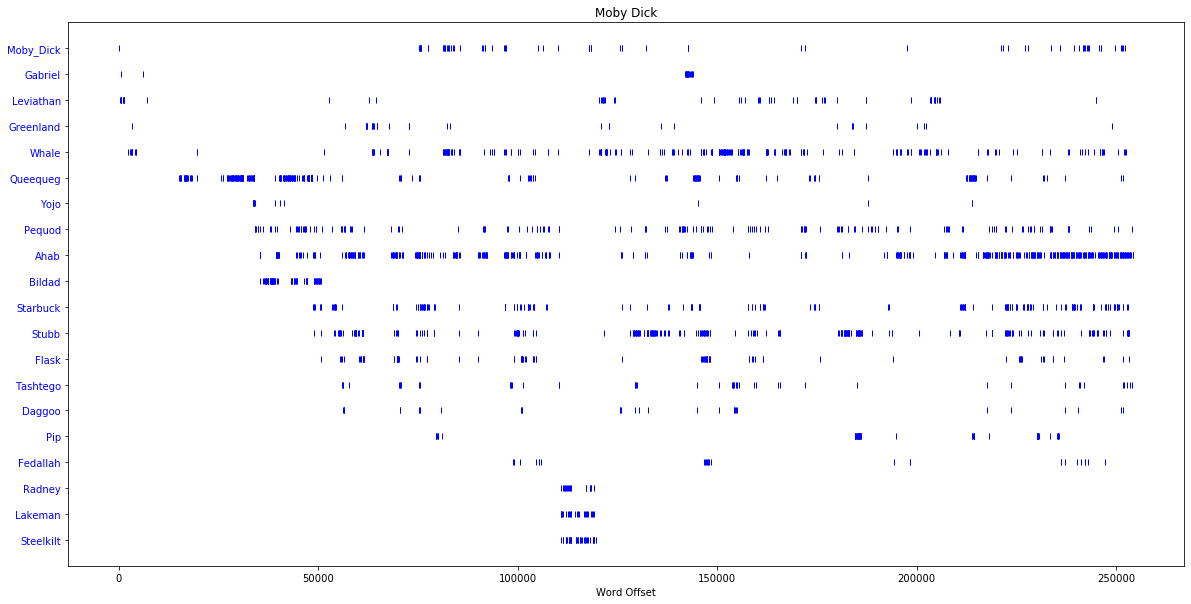 Moby Dick
Moby_Dick
Gabriel
Leviathan
Greenland
Whale
Queequeg
Yojo
Pequod
Ahab
Bildad
Starbuck
Stubb
Flask
Tashtego
Daggoo
Pip
Fedallah
Radney
Lakeman
Steelkilt
0 50000 100000 150000 200000 250000
Word Offset